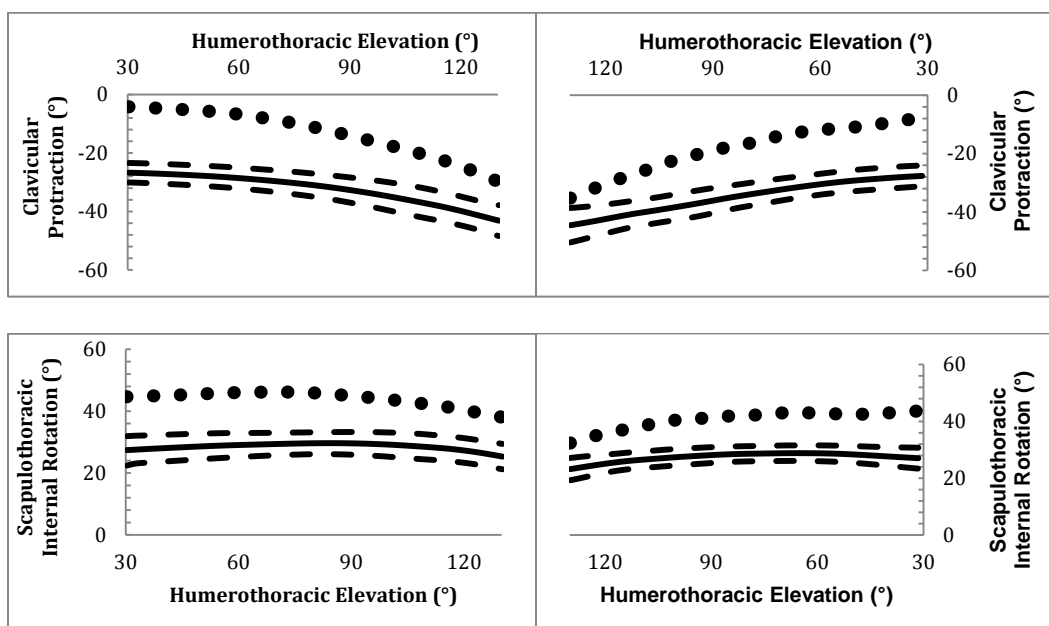 Humerothoracic Elevation (°)
30 60 90 120
0
-20
-40
-60
Clavicular
Protraction (°)
Humerothoracic Elevation (°)
120 90 60 30
0
-20
-40
-60
Clavicular
Protraction (°)
60
40
20
0
Scapulothoracic
Internal Rotation (°)
30 60 90 120
Humerothoracic Elevation (°)
60
40
20
0
Scapulothoracic
Internal Rotation (°)
120 90 60 30
Humerothoracic Elevation (°)